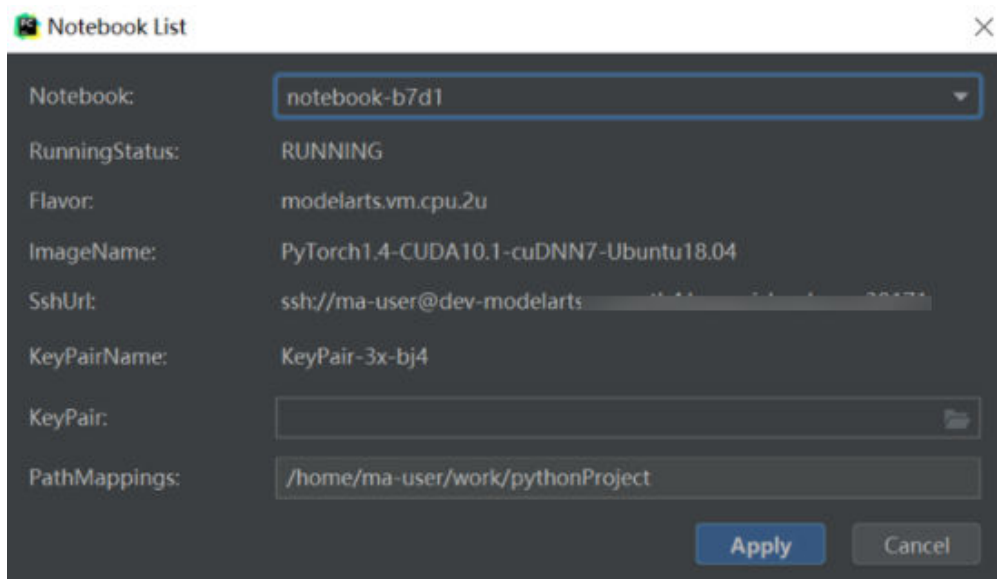 Notebook List
Notebook: notebook-b7d1
RunningStatus: RUNNING
Flavor: modelarts.vm.cpu.2u
ImageName: PyTorch1.4-CUDA10.1-cuDNN7-Ubuntu18.04
SshUrl: ssh://ma-user@dev-modelarts
KeyPairName: KeyPair-3x-bj4
KeyPair:
PathMappings: /home/ma-user/work/pythonProject
Apply Cancel